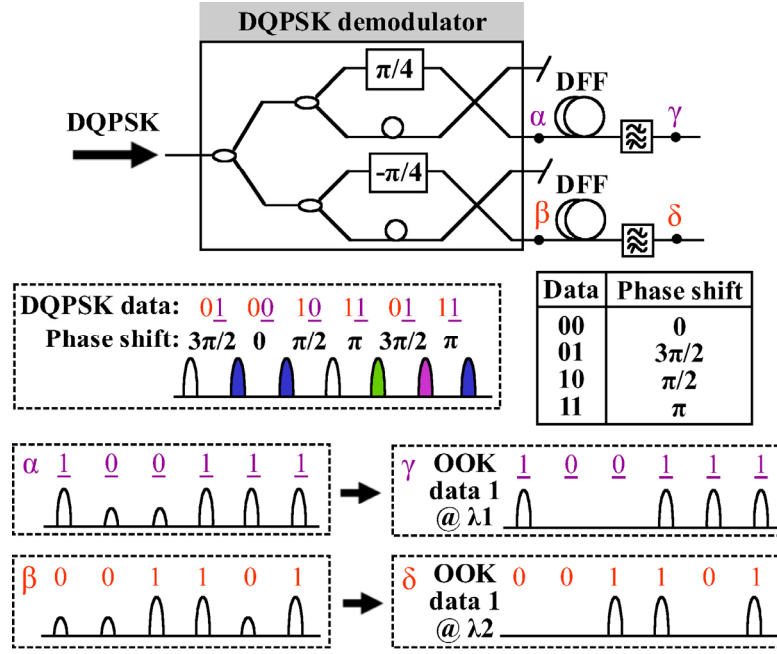 DQPSK demodulator
π/4
DFF
DQPSK
α
γ
-π/4
DFF
β
δ
DQPSK data: 01 00 10 11 01 11
Phase shift: 3π/2 0 π/2 π 3π/2 π
Data Phase shift
00 0
01 3π/2
10 π/2
11 π
α 1 0 0 1 1 1
γ OOK 1 0 0 1 1 1
data 1
@ λ1
β 0 0 1 1 0 1
δ OOK 0 0 1 1 0 1
data 1
@ λ2